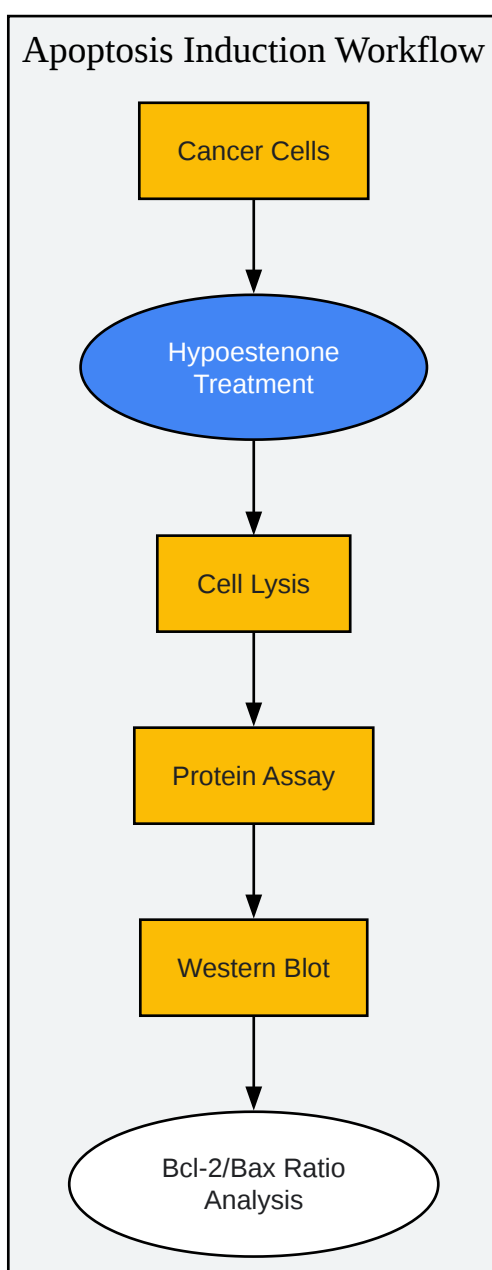 Apoptosis Induction Workflow
Cancer Cells
Hypoestenone
Treatment
Cell Lysis
Protein Assay
Western Blot
Bcl-2/Bax Ratio
Analysis